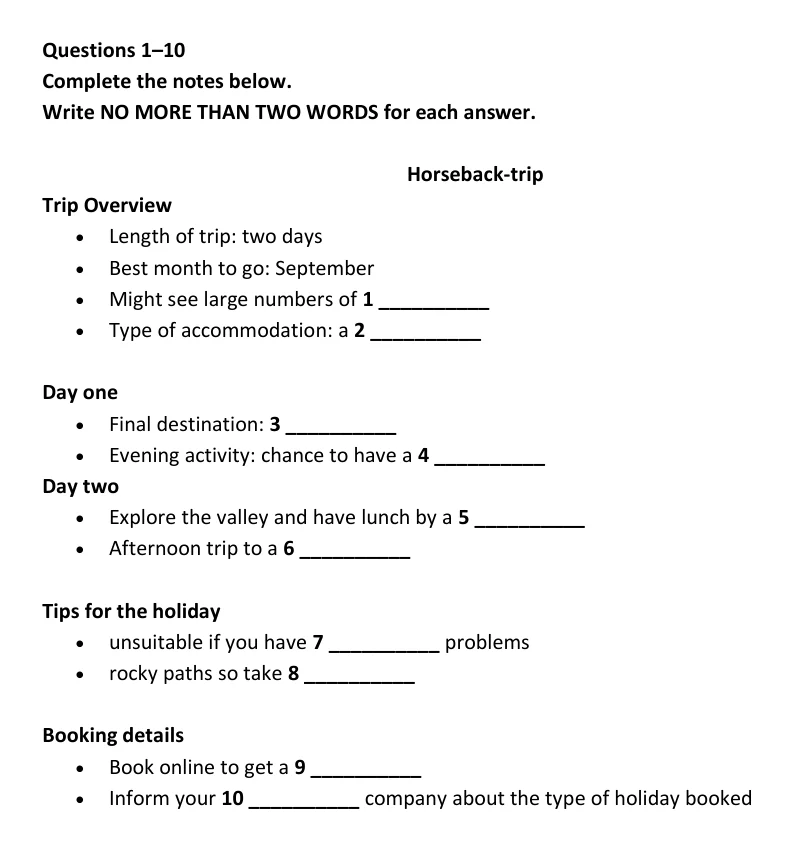 Questions 1–10
Complete the notes below.
Write NO MORE THAN TWO WORDS for each answer.
Horseback-trip
Trip Overview
• Length of trip: two days
• Best month to go: September
• Might see large numbers of 1 __________
• Type of accommodation: a 2 __________
Day one
• Final destination: 3 __________
• Evening activity: chance to have a 4 __________
Day two
• Explore the valley and have lunch by a 5 __________
• Afternoon trip to a 6 __________
Tips for the holiday
• unsuitable if you have 7 __________ problems
• rocky paths so take 8 __________
Booking details
• Book online to get a 9 __________
• Inform your 10 __________ company about the type of holiday booked